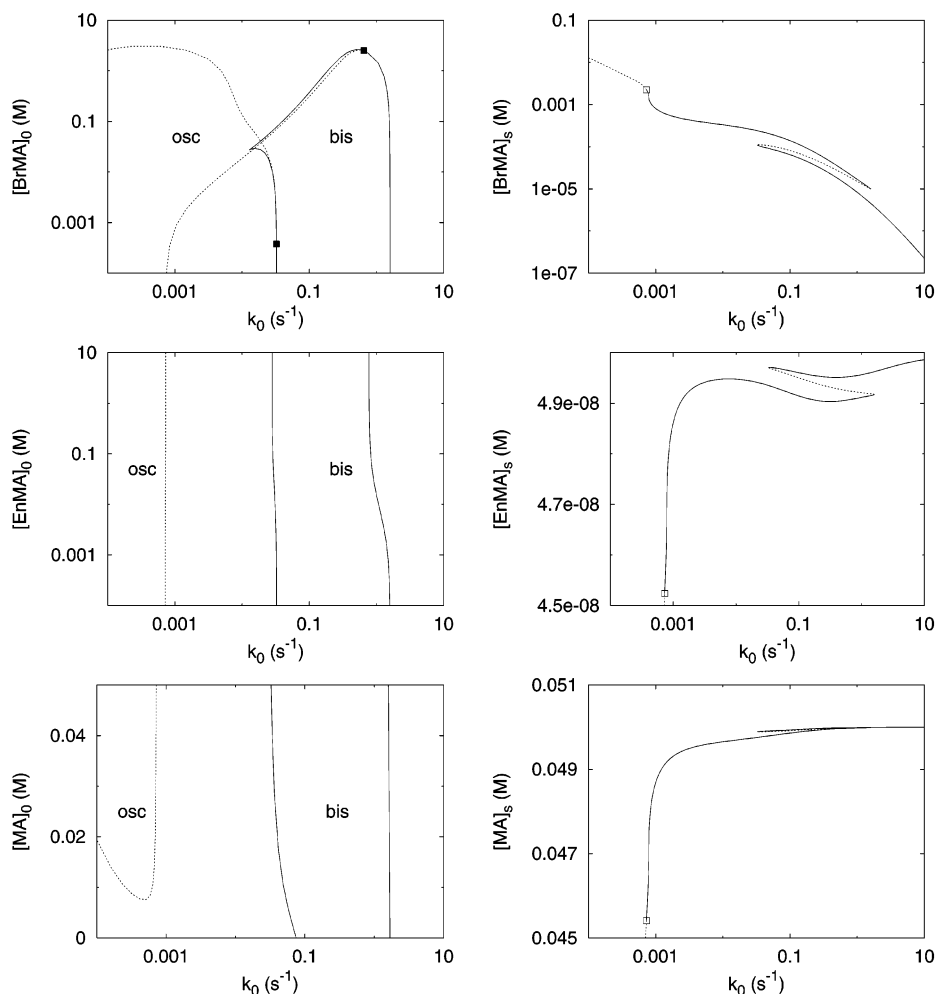 10
0.1
0.001
[BrMA]0 (M)
osc
bis
0.001
0.1
10
k0 (s-1)
0.1
0.001
1e-05
1e-07
[BrMA]s (M)
0.001
0.1
10
k0 (s-1)
10
0.1
0.001
[EnMA]0 (M)
osc
bis
0.001
0.1
10
k0 (s-1)
4.9e-08
4.7e-08
4.5e-08
[EnMA]s (M)
0.001
0.1
10
k0 (s-1)
0.04
0.02
0
[MA]0 (M)
osc
bis
0.001
0.1
10
k0 (s-1)
0.051
0.049
0.047
0.045
[MA]s (M)
0.001
0.1
10
k0 (s-1)